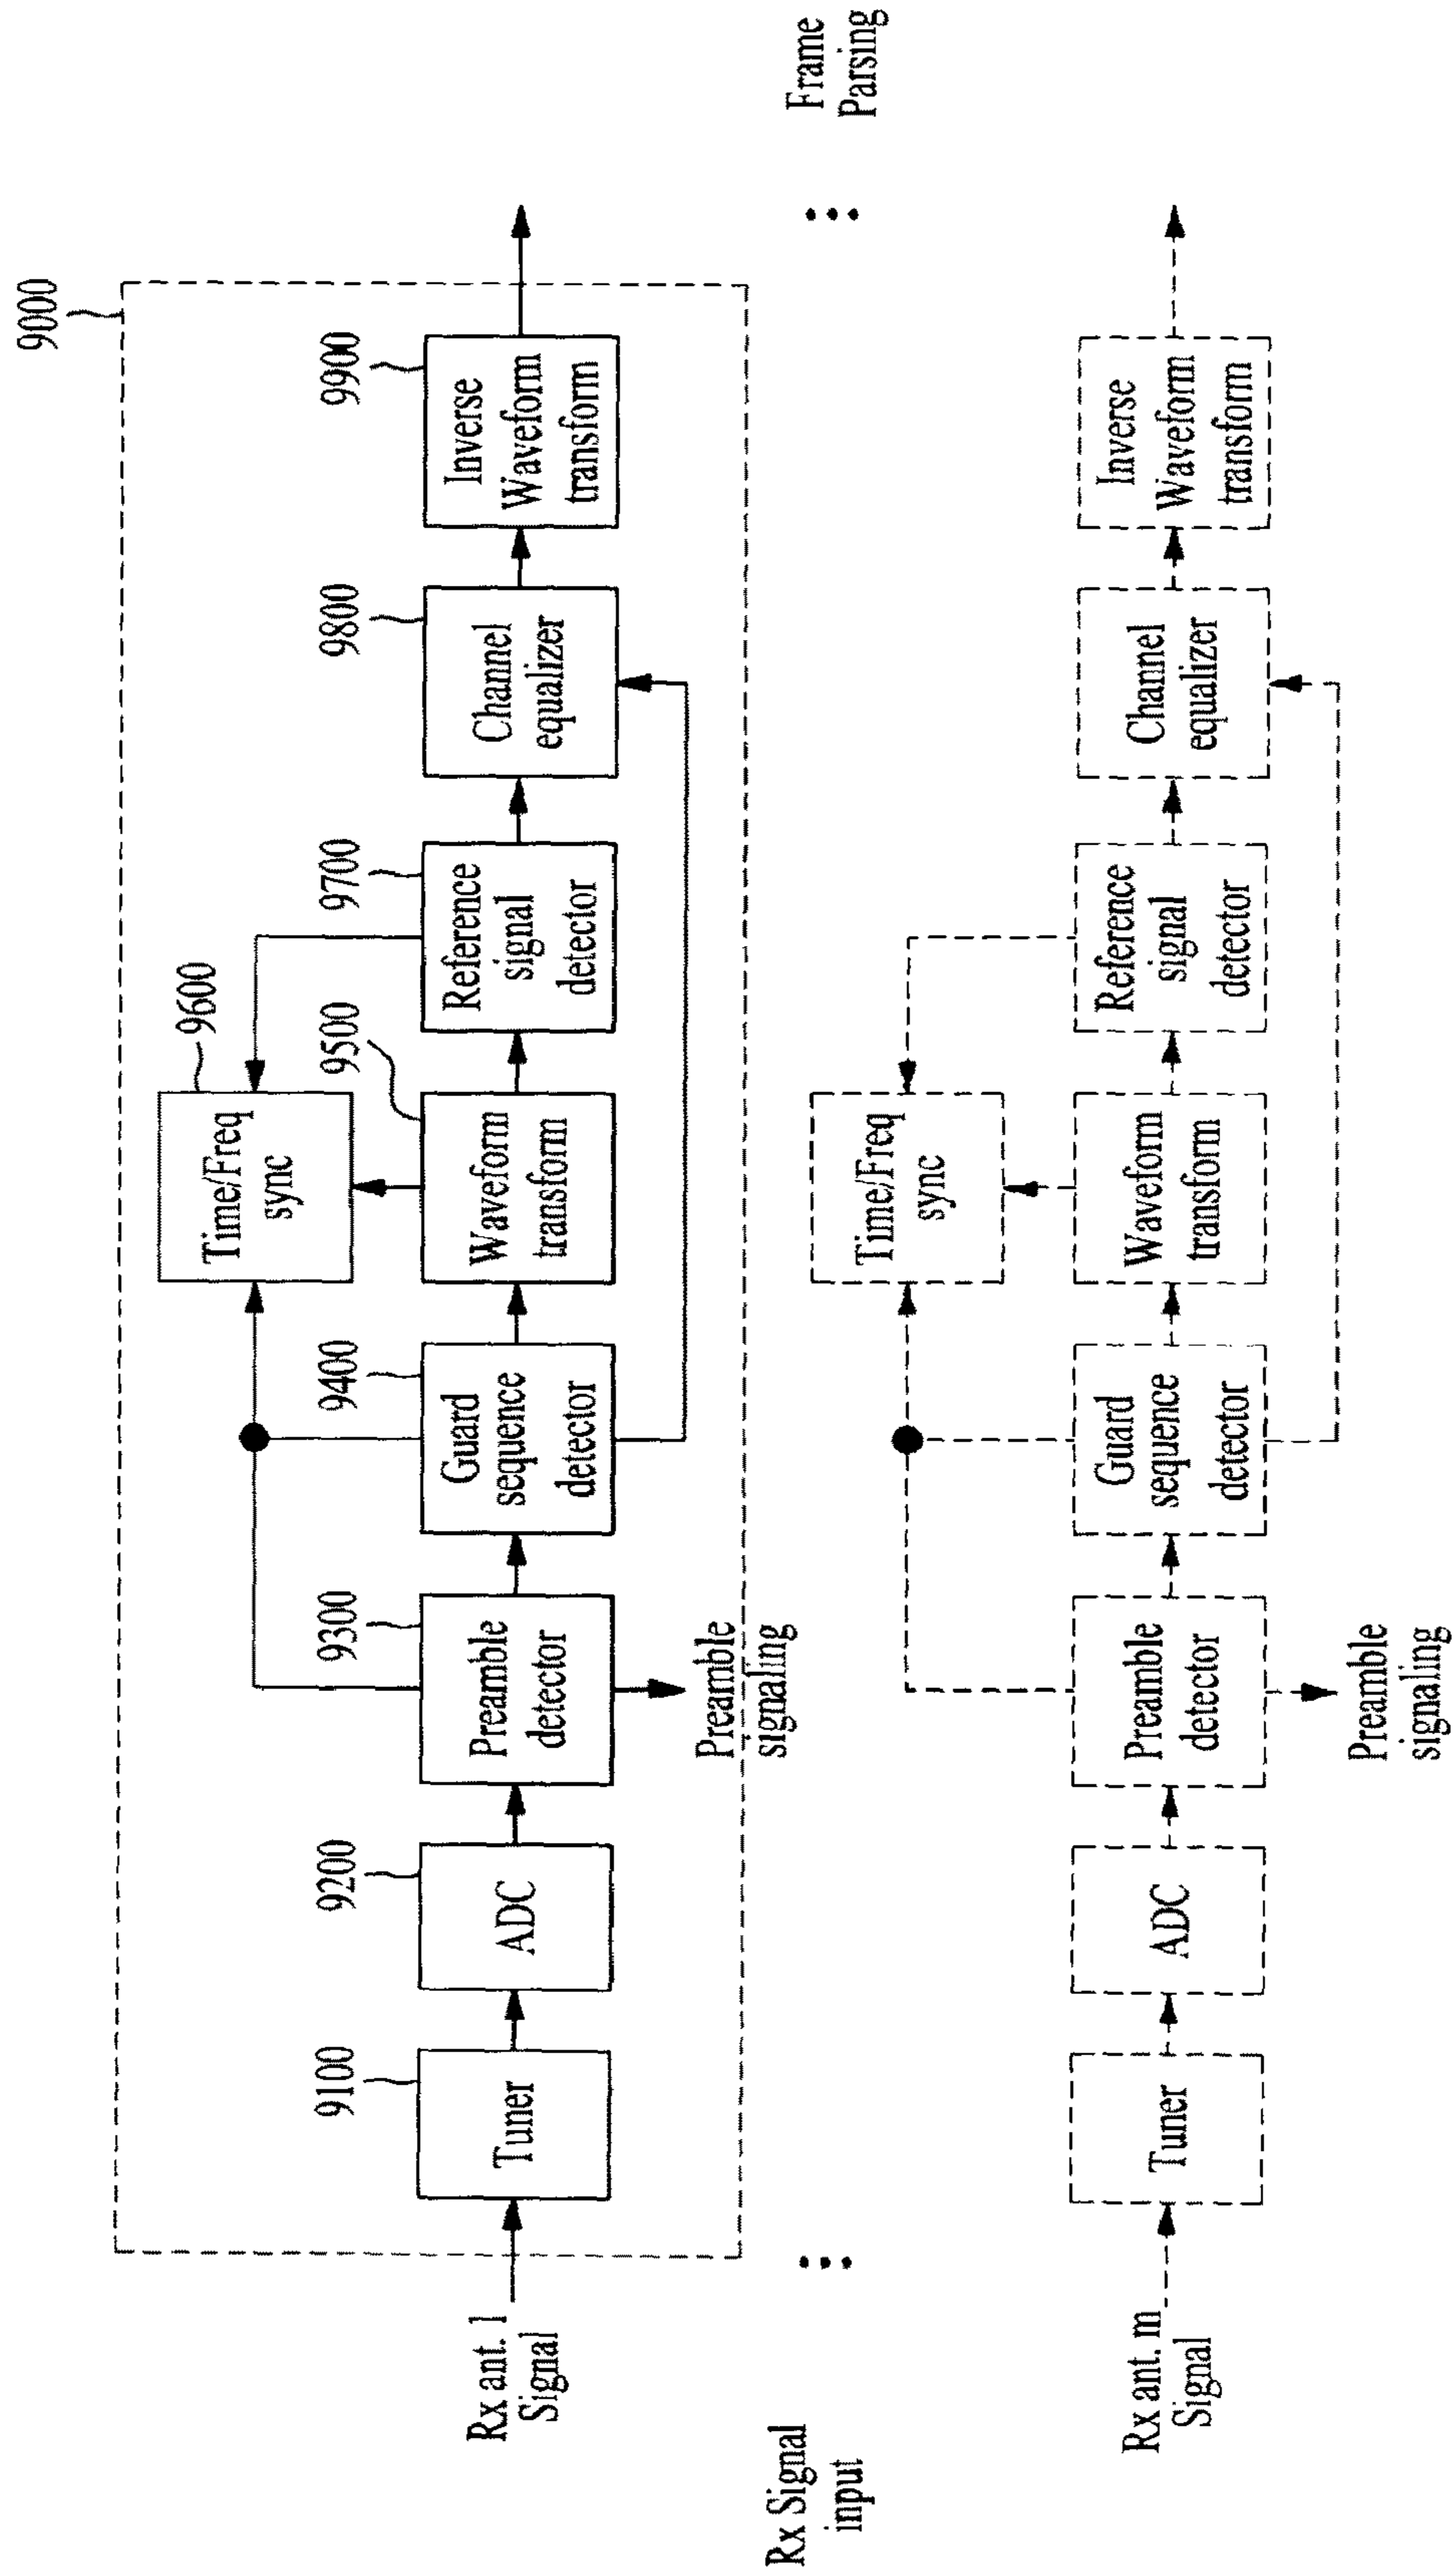 9000
9600
Time/Freq
sync
9100
9200
9300
9400
9500
9700
9800
9900
Rx ant. 1
Signal
Tuner
ADC
Preamble
detector
Guard
sequence
detector
Waveform
transform
Reference
signal
detector
Channel
equalizer
Inverse
Waveform
transform
Preamble
signaling
Rx Signal
input
Frame
Parsing
Time/Freq
sync
Rx ant. m
Signal
Tuner
ADC
Preamble
detector
Guard
sequence
detector
Waveform
transform
Reference
signal
detector
Channel
equalizer
Inverse
Waveform
transform
Preamble
signaling